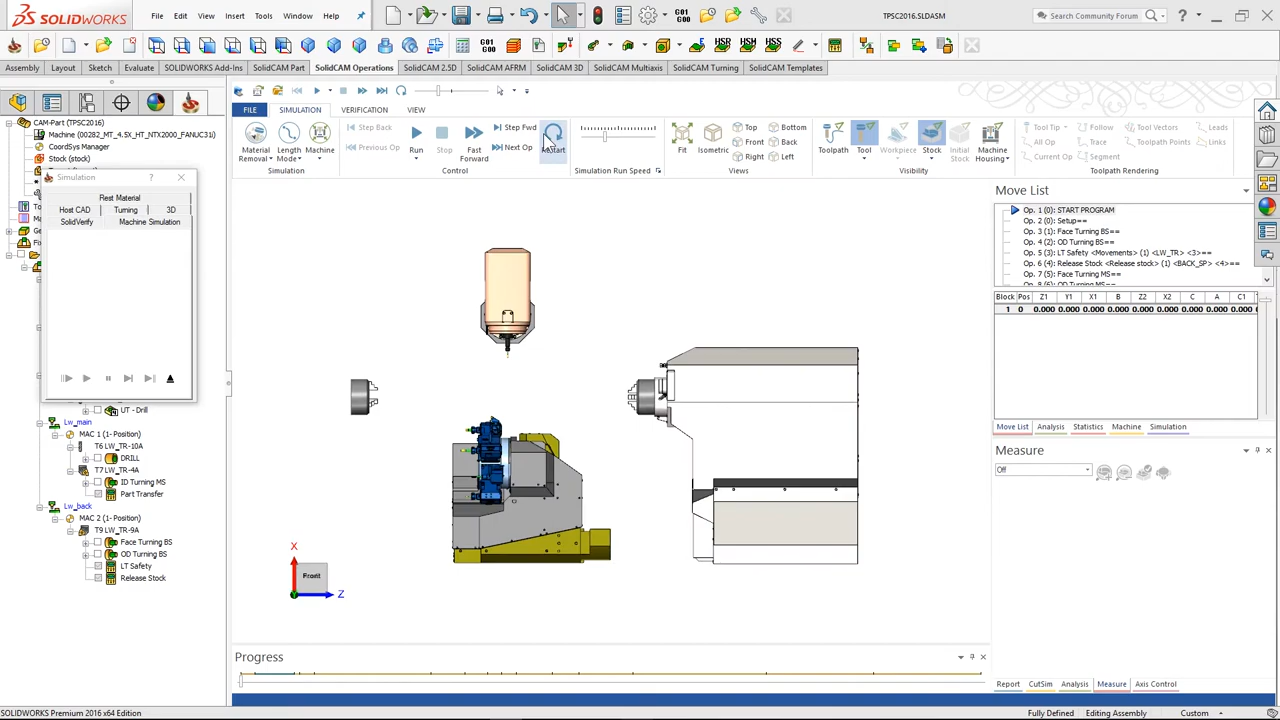 SOLIDWORKS File Edit View Insert Tools Window Help TPSC2016.SLDASM Search Community Forum
G01 G00
G01 G00 HSR HSM HSS
Assembly Layout Sketch Evaluate SOLIDWORKS Add-Ins SolidCAM Part SolidCAM Operations SolidCAM 2.5D SolidCAM AFRM SolidCAM 3D SolidCAM Multiaxis SolidCAM Turning SolidCAM Templates
FILE SIMULATION VERIFICATION VIEW
Step Back Step Fwd Top Bottom Tool Tip Follow Tool Vectors Leads
Previous Op Next Op Front Back All Ops Trace Toolpath Points Links
Material Removal Length Mode Machine Run Stop Fast Forward Restart Fit Isometric Right Left Toolpath Tool Workpiece Stock Initial Stock Machine Housing Current Op Segment
Simulation Control Simulation Run Speed Views Visibility Toolpath Rendering
CAM-Part (TPSC2016)
Machine (00282_MT_4.5X_HT_NTX2000_FANUC31i)
CoordSys Manager
Stock (stock)
Simulation
Rest Material
Host CAD Turning 3D
SolidVerify Machine Simulation
UT - Drill
Lw_main
MAC 1 (1- Position)
T6 LW_TR-10A
DRILL
T7 LW_TR-4A
ID Turning MS
Part Transfer
Lw_back
MAC 2 (1- Position)
T9 LW_TR-9A
Face Turning BS
OD Turning BS
LT Safety
Release Stock
X
Front
Z
Progress
Move List
Op. 1 (0): START PROGRAM
Op. 2 (0): Setup==
Op. 3 (1): Face Turning BS==
Op. 4 (2): OD Turning BS==
Op. 5 (3): LT Safety <Movements> (1) <LW_TR> <3>==
Op. 6 (4): Release Stock <Release stock> (1) <BACK_SP> <4>==
Op. 7 (5): Face Turning MS==
Op. 8 (6): OD Turning MS==
Block Pos Z1 Y1 X1 B Z2 X2 C A C1
1 0 0.000 0.000 0.000 0.000 0.000 0.000 0.000 0.000 0.000
Move List Analysis Statistics Machine Simulation
Measure
Off
Report CutSim Analysis Measure Axis Control
SOLIDWORKS Premium 2016 x64 Edition Fully Defined Editing Assembly Custom